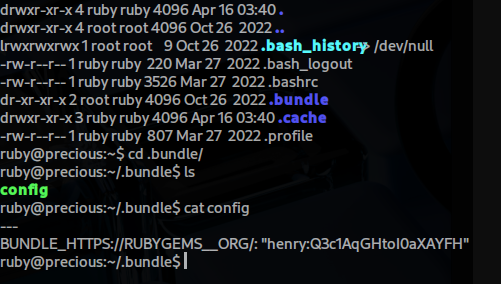 drwxr-xr-x 4 ruby ruby 4096 Apr 16 03:40 .
drwxr-xr-x 4 root root 4096 Oct 26 2022 ..
lrwxrwxrwx 1 root root 9 Oct 26 2022 .bash_history -> /dev/null
-rw-r--r-- 1 ruby ruby 220 Mar 27 2022 .bash_logout
-rw-r--r-- 1 ruby ruby 3526 Mar 27 2022 .bashrc
dr-xr-xr-x 2 root ruby 4096 Oct 26 2022 .bundle
drwxr-xr-x 3 ruby ruby 4096 Apr 16 03:40 .cache
-rw-r--r-- 1 ruby ruby 807 Mar 27 2022 .profile
ruby@precious:~$ cd .bundle/
ruby@precious:~/.bundle$ ls
config
ruby@precious:~/.bundle$ cat config
---
BUNDLE_HTTPS://RUBYGEMS__ORG/: "henry:Q3c1AqGHtoI0aXAYFH"
ruby@precious:~/.bundle$